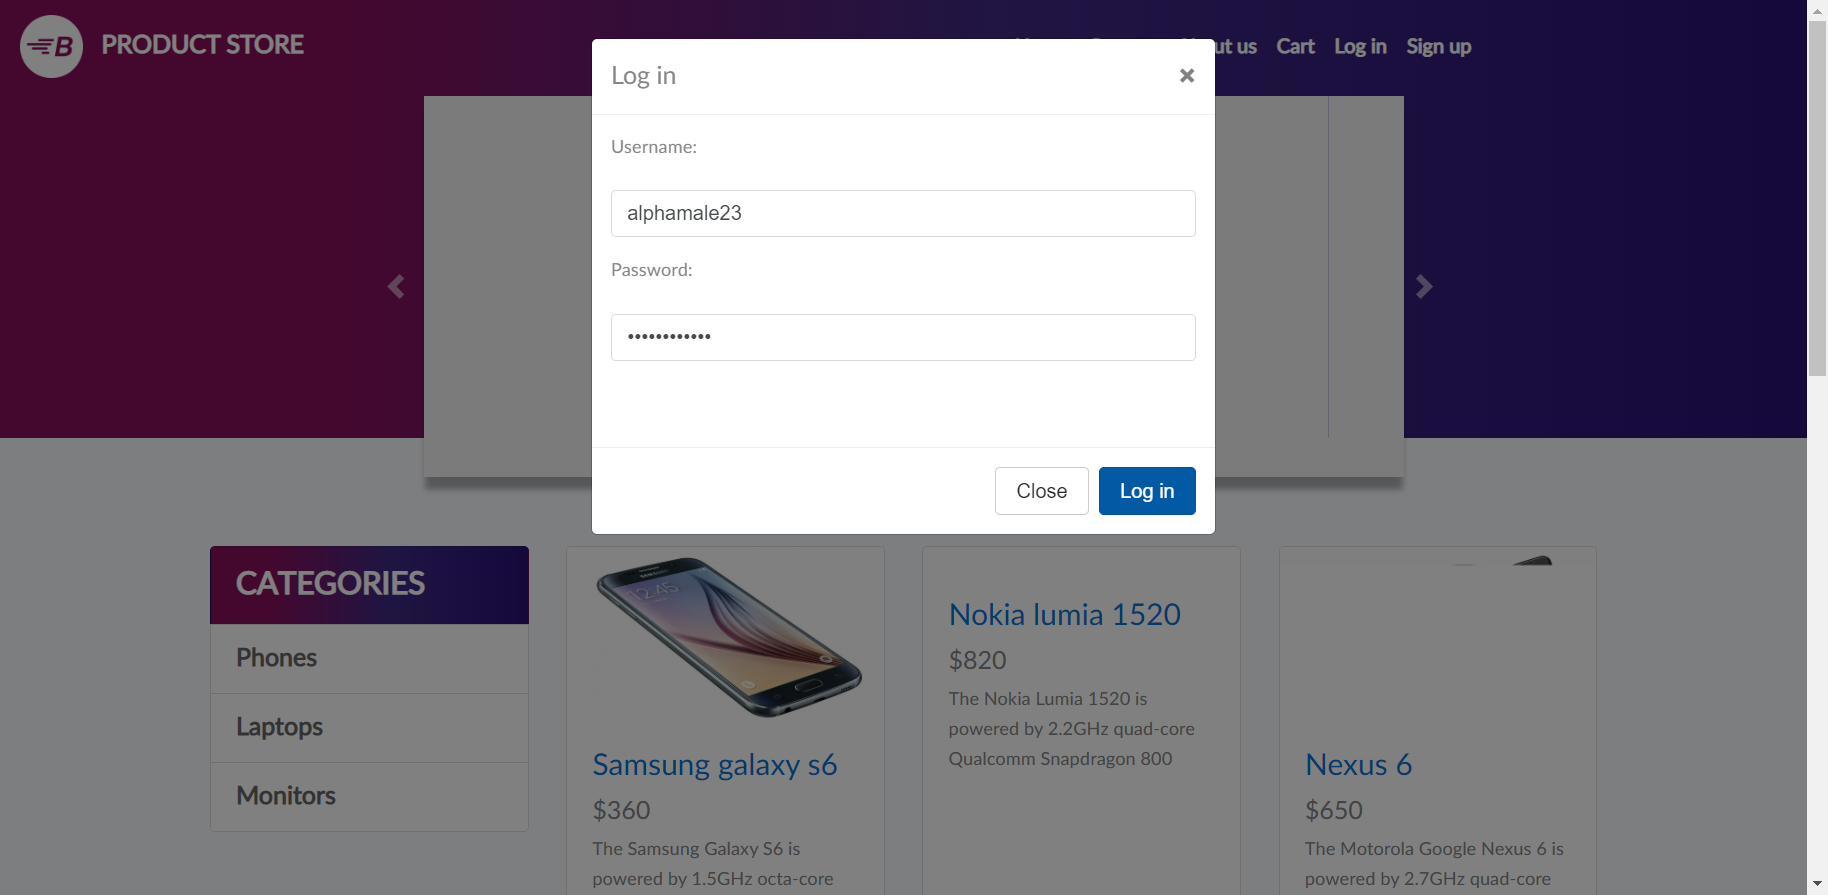 B PRODUCT STORE
ut us Cart Log in Sign up
Log in
×
Username:
alphamale23
Password:
••••••••••••
Close Log in
CATEGORIES
Phones
Laptops
Monitors
12:45
Samsung galaxy s6
$360
The Samsung Galaxy S6 is
powered by 1.5GHz octa-core
Nokia lumia 1520
$820
The Nokia Lumia 1520 is
powered by 2.2GHz quad-core
Qualcomm Snapdragon 800
Nexus 6
$650
The Motorola Google Nexus 6 is
powered by 2.7GHz quad-core